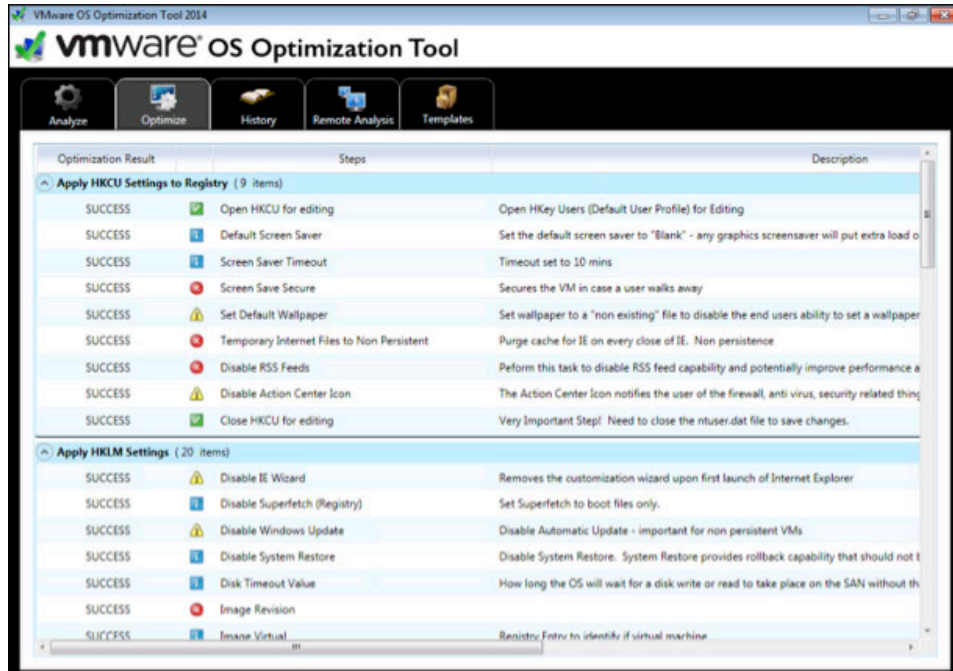 VMware OS Optimization Tool 2014
vmware® OS Optimization Tool
Analyze Optimize History Remote Analysis Templates
Optimization Result Steps Description
Apply HKCU Settings to Registry ( 9 items)
SUCCESS Open HKCU for editing Open HKey Users (Default User Profile) for Editing
SUCCESS Default Screen Saver Set the default screen saver to "Blank" - any graphics screensaver will put extra load o
SUCCESS Screen Saver Timeout Timeout set to 10 mins
SUCCESS Screen Save Secure Secures the VM in case a user walks away
SUCCESS Set Default Wallpaper Set wallpaper to a "non existing" file to disable the end users ability to set a wallpaper
SUCCESS Temporary Internet Files to Non Persistent Purge cache for IE on every close of IE. Non persistence
SUCCESS Disable RSS Feeds Peform this task to disable RSS feed capability and potentially improve performance a
SUCCESS Disable Action Center Icon The Action Center Icon notifies the user of the firewall, anti virus, security related thing
SUCCESS Close HKCU for editing Very Important Step! Need to close the ntuser.dat file to save changes.
Apply HKLM Settings ( 20 items)
SUCCESS Disable IE Wizard Removes the customization wizard upon first launch of Internet Explorer
SUCCESS Disable Superfetch (Registry) Set Superfetch to boot files only.
SUCCESS Disable Windows Update Disable Automatic Update - important for non persistent VMs
SUCCESS Disable System Restore Disable System Restore. System Restore provides rollback capability that should not b
SUCCESS Disk Timeout Value How long the OS will wait for a disk write or read to take place on the SAN without th
SUCCESS Image Revision
SUCCESS Image Virtual Registry Entry to identify if virtual machine